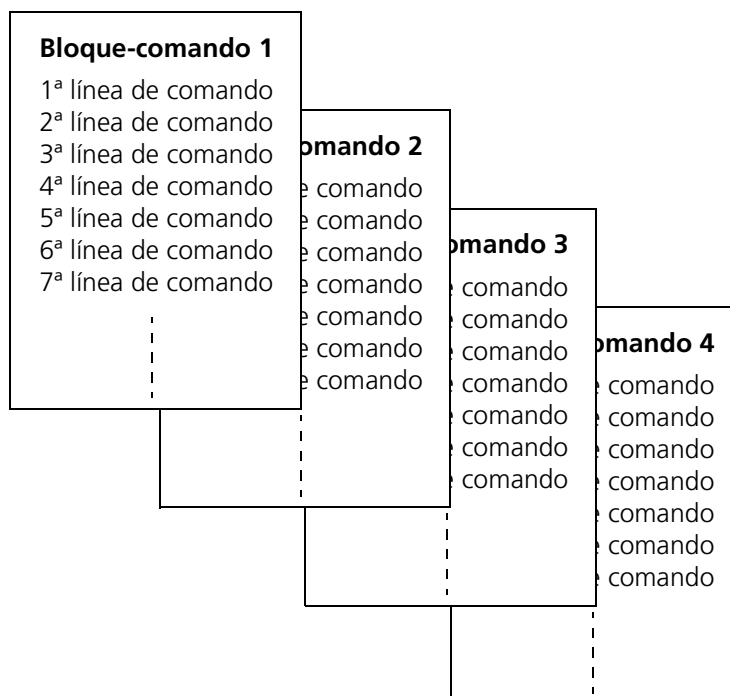 Bloque-comando 1
1ª línea de comando
2ª línea de comando
3ª línea de comando
4ª línea de comando
5ª línea de comando
6ª línea de comando
7ª línea de comando
omando 2
e comando
e comando
e comando
e comando
e comando
e comando
e comando
omando 3
comando
comando
comando
comando
comando
comando
comando
omando 4
comando
comando
comando
comando
comando
comando
comando